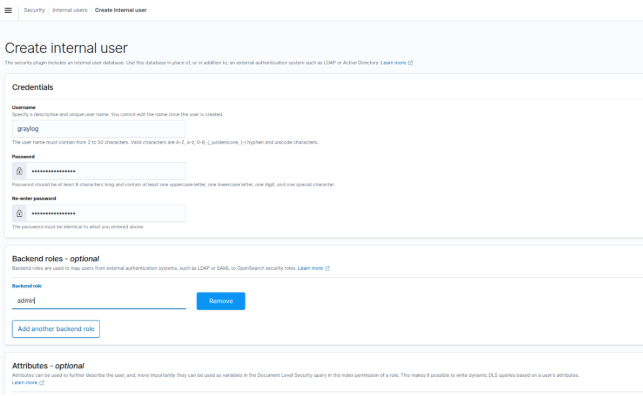 Security / Internal users / Create internal user
Create internal user
The security plugin includes an internal user database. Use this database in place of, or in addition to, an external authentication system such as LDAP or Active Directory. Learn more
Credentials
Username
Specify a descriptive and unique user name. You cannot edit the name once the user is created.
graylog
The user name must contain from 2 to 50 characters. Valid characters are A-Z, a-z, 0-9, (_)underscore, (-) hyphen and unicode characters.
Password
••••••••••••••••
Password should be at least 8 characters long and contain at least one uppercase letter, one lowercase letter, one digit, and one special character.
Re-enter password
••••••••••••••••
The password must be identical to what you entered above.
Backend roles - optional
Backend roles are used to map users from external authentication systems, such as LDAP or SAML to OpenSearch security roles. Learn more
Backend role
admin
Remove
Add another backend role
Attributes - optional
Attributes can be used to further describe the user, and, more importantly they can be used as variables in the Document Level Security query in the index permission of a role. This makes it possible to write dynamic DLS queries based on a user's attributes.
Learn more